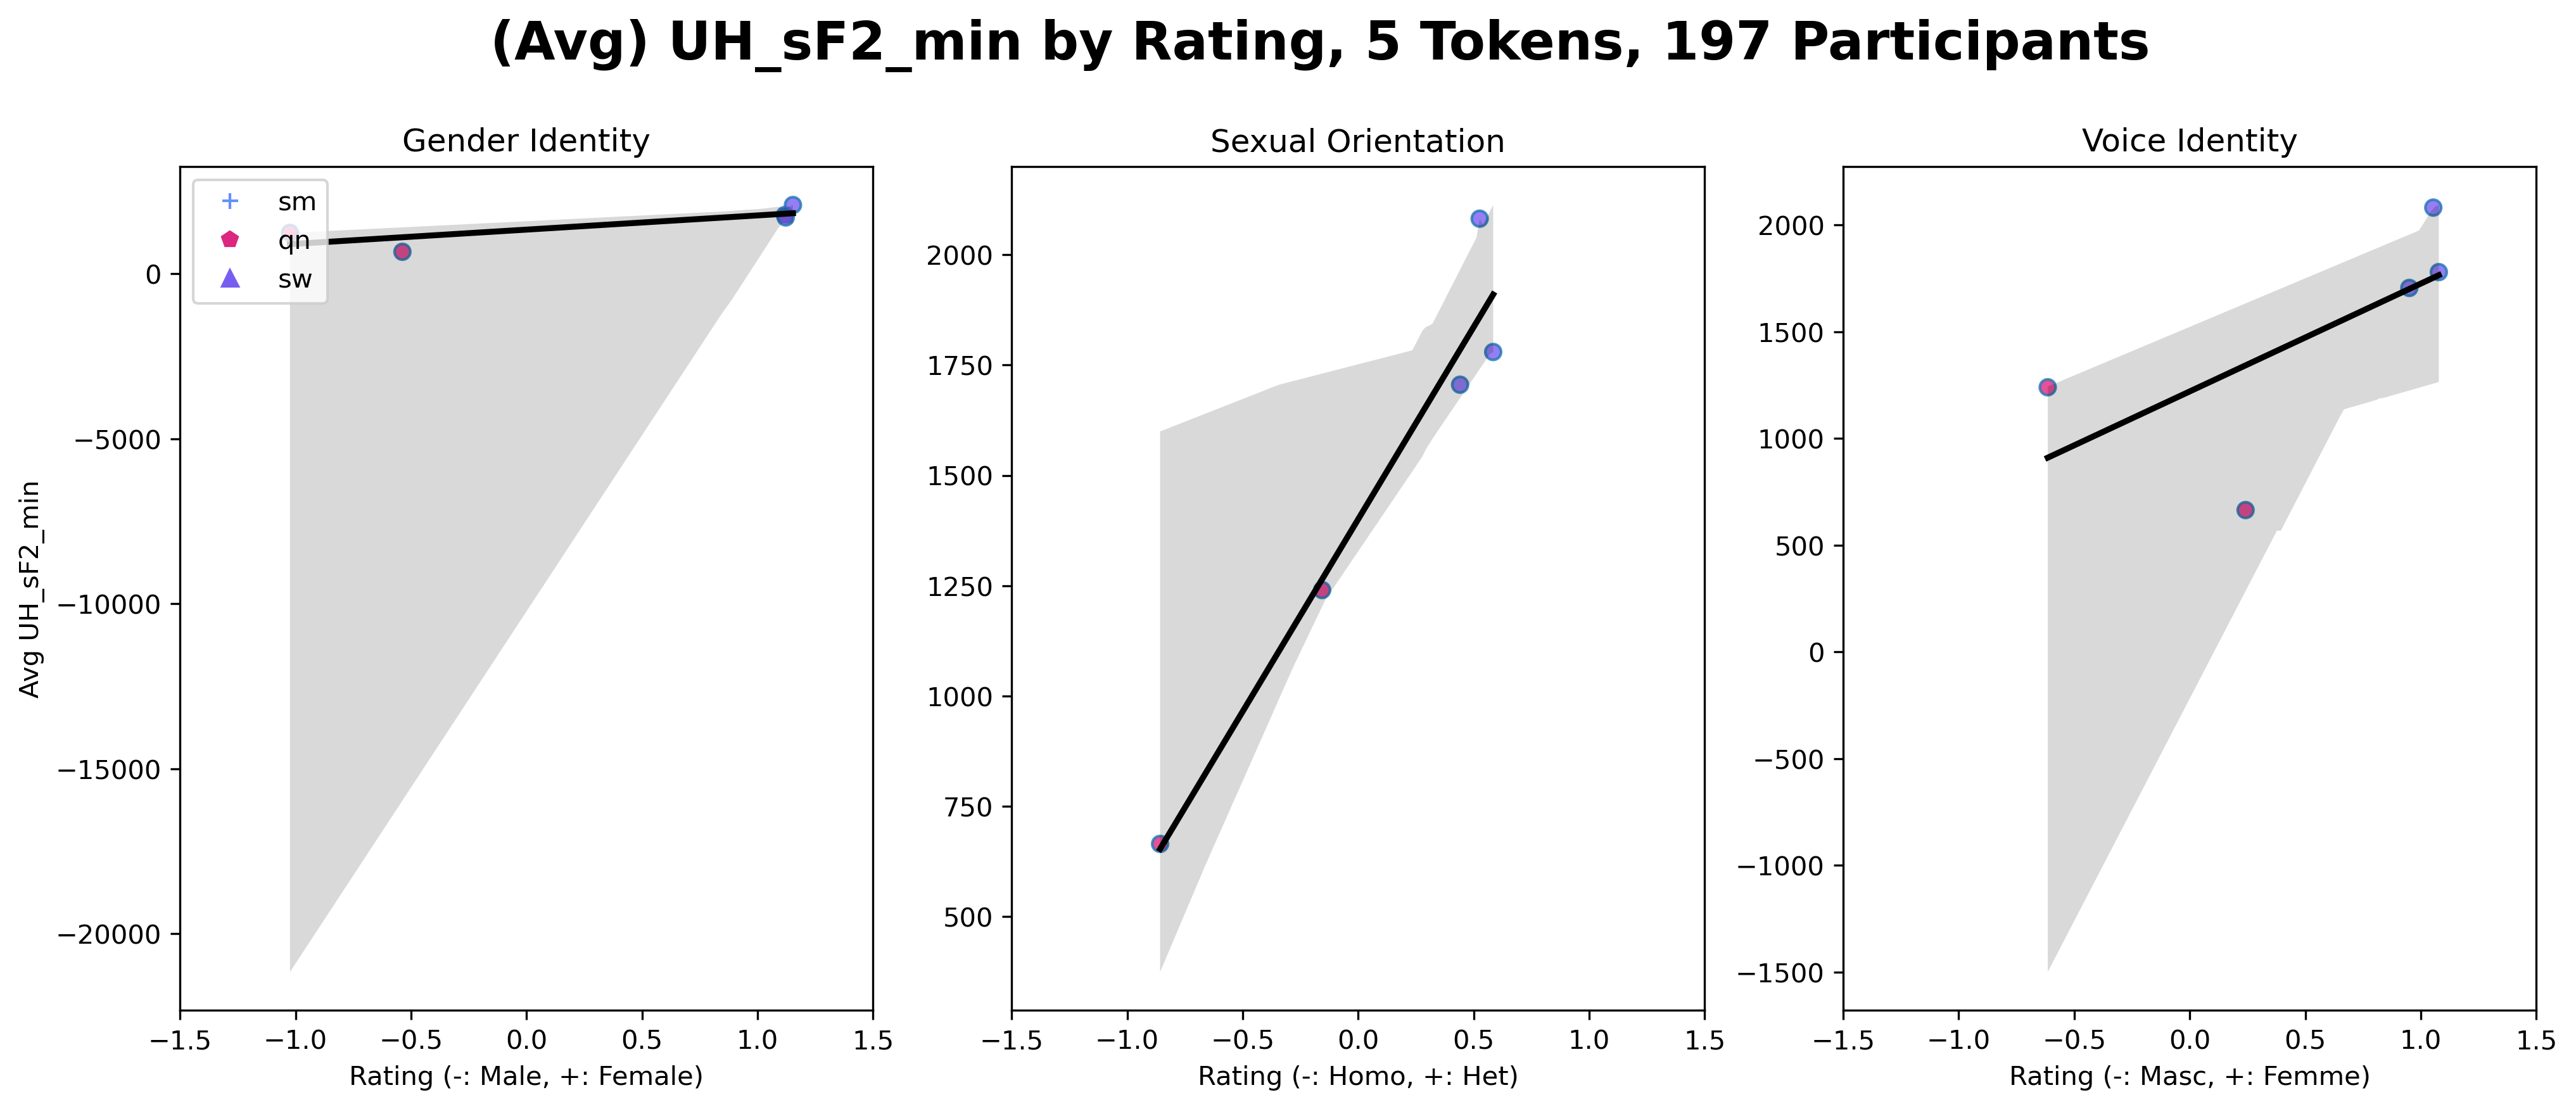 (Avg) UH_sF2_min by Rating, 5 Tokens, 197 Participants
Gender Identity
sm
qn
sw
0
−5000
−10000
−15000
−20000
Avg UH_sF2_min
−1.5 −1.0 −0.5 0.0 0.5 1.0 1.5
Rating (-: Male, +: Female)
Sexual Orientation
2000
1750
1500
1250
1000
750
500
−1.5 −1.0 −0.5 0.0 0.5 1.0 1.5
Rating (-: Homo, +: Het)
Voice Identity
2000
1500
1000
500
0
−500
−1000
−1500
−1.5 −1.0 −0.5 0.0 0.5 1.0 1.5
Rating (-: Masc, +: Femme)